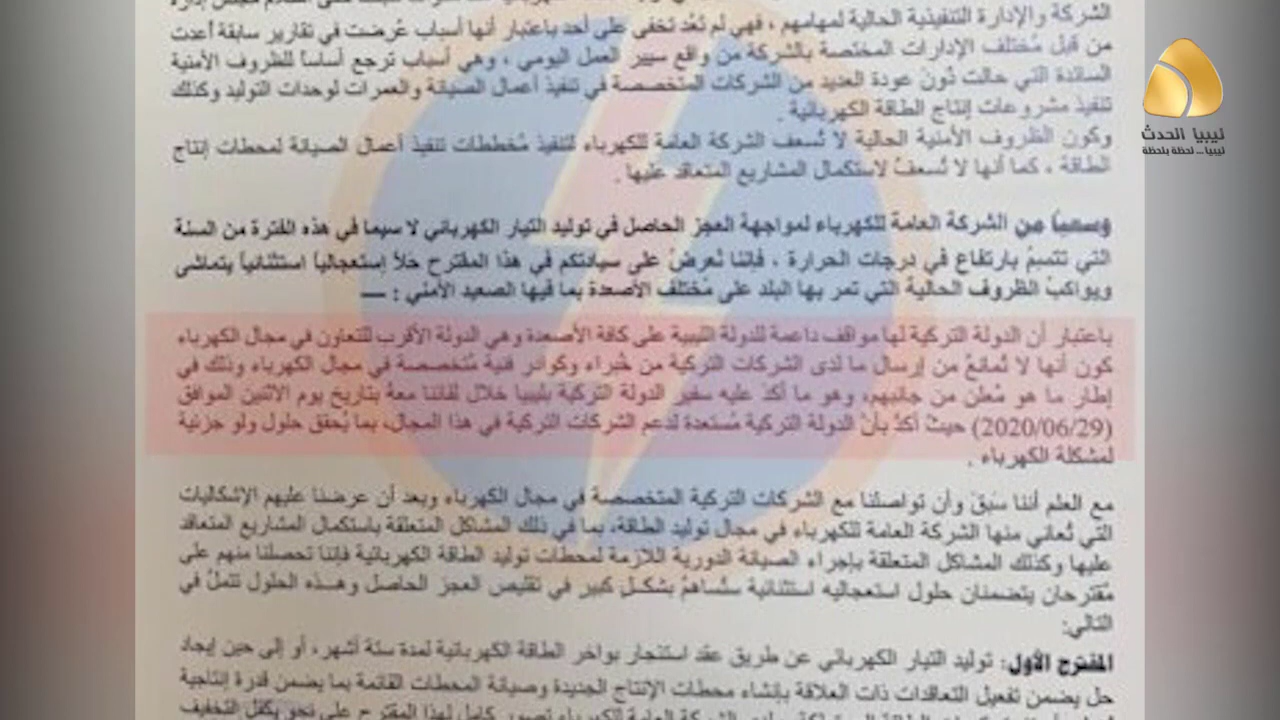 الشركة والإدارة التنفيذية الحالية لمهامهم ، فهي لم تعُد تخفى على أحد باعتبار أنها أسباب عُرضت في تقارير سابقة أعدت
من قبل مُختلف الإدارات المختصة بالشركة من واقع سيير العمل اليومي ، وهي أسباب ترجع أساساً للظروف الأمنية
السائدة التي حالت دُون عودة العديد من الشركات المتخصصة في تنفيذ أعمال الصيانة والعمرات لوحدات التوليد وكذلك
تنفيذ مشروعات إنتاج الطاقة الكهربائية .
وكون الظروف الأمنية الحالية لا تُسعف الشركة العامة للكهرباء لتنفيذ مُخططات تنفيذ أعمال الصيانة لمحطات إنتاج
الطاقة ، كما أنها لا تُسعفُ لاستكمال المشاريع المتعاقد عليها .
وسعياً من الشركة العامة للكهرباء لمواجهة العجز الحاصل في توليد التيار الكهربائي لا سيما في هذه الفترة من السنة
التي تتسمُ بارتفاع في درجات الحرارة ، فإننا نُعرضُ على سيادتكم في هذا المقترح حلاً إستعجالياً استثنائياً يتماشى
ويواكبُ الظروف الحالية التي تمر بها البلد على مُختلف الأصعدة بما فيها الصعيد الأمني : —
باعتبار أن الدولة التركية لها مواقف داعمة للدولة الليبية على كافة الأصعدة وهي الدولة الأقرب للتعاون في مجال الكهرباء
كون أنها لا تُمانعُ من إرسال ما لدى الشركات التركية من خُبراء وكوادر فنية مُتخصصة في مجال الكهرباء وذلك في
إطار ما هو مُعلن من جانبهم، وهو ما أكد عليه سفير الدولة التركية بليبيا خلال لقائنا معهُ بتاريخ يوم الاثنين الموافق
(2020/06/29) حيثُ أكدَّ بأن الدولة التركية مُستعدة لدعم الشركات التركية في هذا المجال، بما يُحقق حلول ولو جزئية
لمشكلة الكهرباء .
مع العلم أننا سبَقَ وأن تواصلنا مع الشركات التركية المتخصصة في مجال الكهرباء وبعد أن عرضنا عليهم الإشكاليات
التي تُعاني منها الشركة العامة للكهرباء في مجال توليد الطاقة، بما في ذلك المشاكل المتعلقة باستكمال المشاريع المتعاقد
عليها وكذلك المشاكل المتعلقة بإجراء الصيانة الدورية اللازمة لمحطات توليد الطاقة الكهربائية فإننا تحصلنا منهم على
مُقترحان يتضمنان حلول استعجاليه استثنائية ستُساهمُ بشكل كبير في تقليص العجز الحاصل وهذه الحلول تتمثلُ في
التالي:
المُقترح الأول: توليد التيار الكهربائي عن طريق عقد استئجار بواخر الطاقة الكهربائية لمدة ستة أشهر، أو إلى حين إيجاد
حل يضمن تفعيل التعاقدات ذات العلاقة بإنشاء محطات الإنتاج الجديدة وصيانة المحطات القائمة بما يضمن قدرة إنتاجية
ليبيا الحدث
ليبيا... لحظة بلحظة